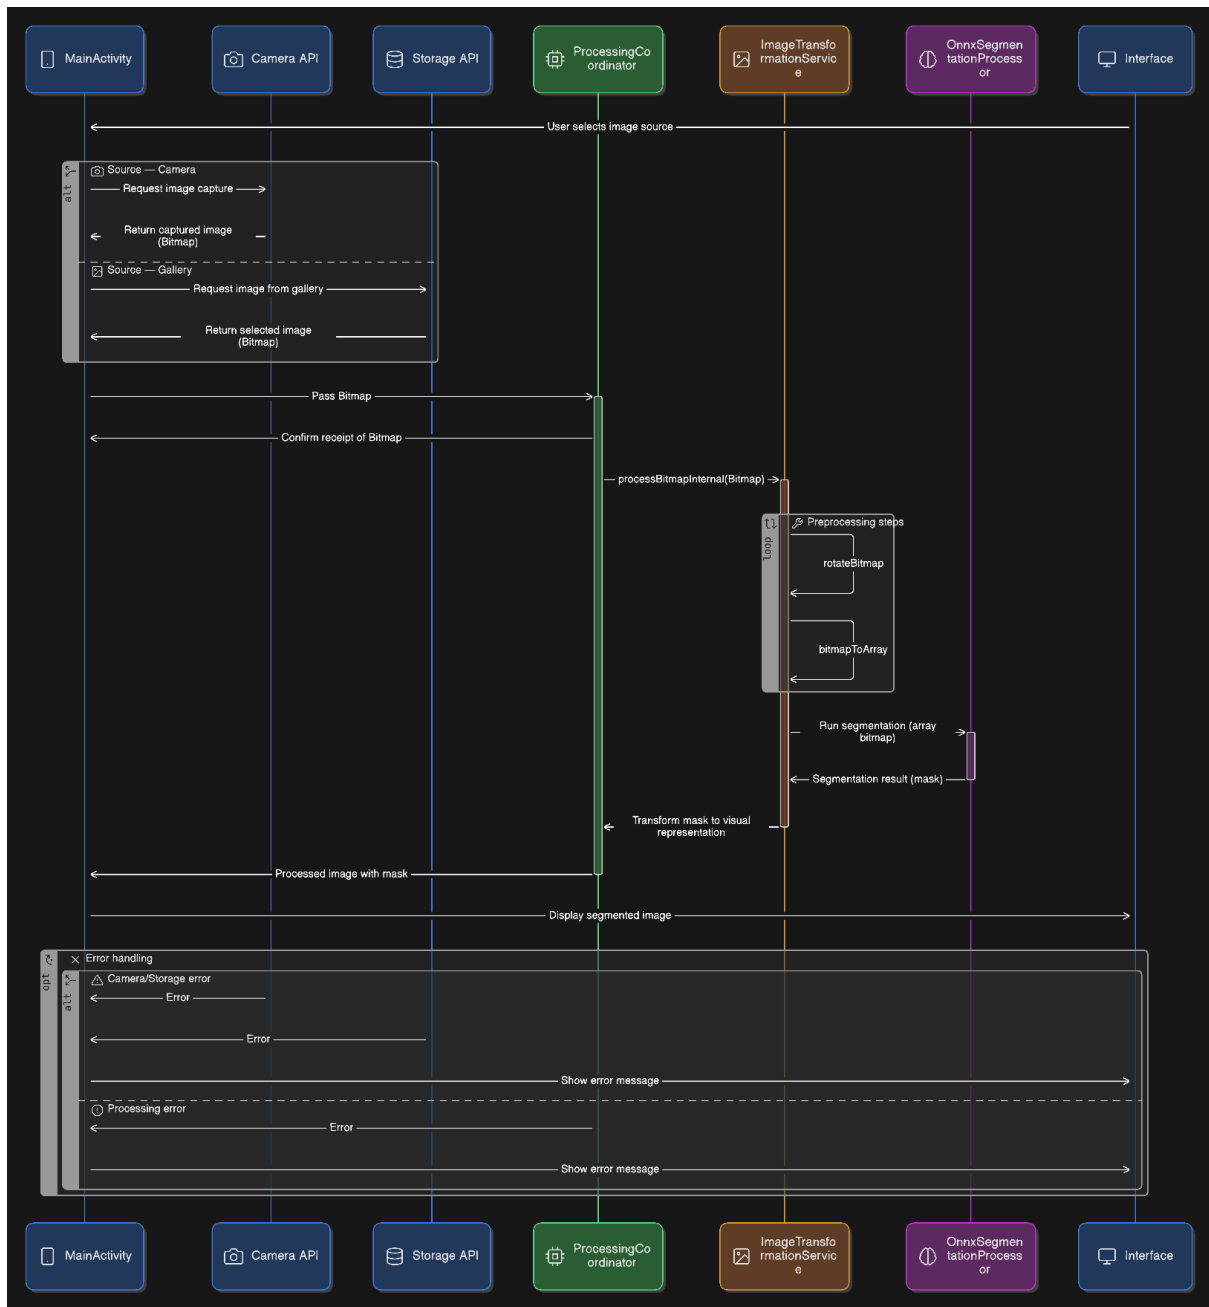 MainActivity
Camera API
Storage API
ProcessingCo
ordinator
ImageTransfo
rmationServic
e
OnnxSegmen
tationProcess
or
Interface
User selects image source
alt
Source — Camera
Request image capture
Return captured image
(Bitmap)
Source — Gallery
Request image from gallery
Return selected image
(Bitmap)
Pass Bitmap
Confirm receipt of Bitmap
processBitmapInternal(Bitmap)
loop
Preprocessing steps
rotateBitmap
bitmapToArray
Run segmentation (array
bitmap)
Segmentation result (mask)
Transform mask to visual
representation
Processed image with mask
Display segmented image
opt
Error handling
alt
Camera/Storage error
Error
Error
Show error message
Processing error
Error
Show error message
MainActivity
Camera API
Storage API
ProcessingCo
ordinator
ImageTransfo
rmationServic
e
OnnxSegmen
tationProcess
or
Interface